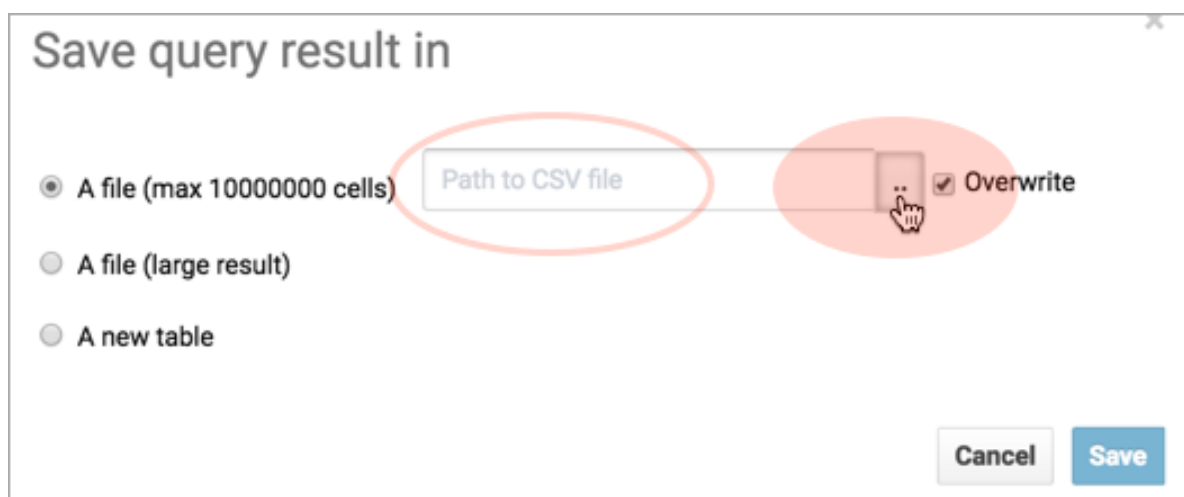 Save query result in
A file (max 10000000 cells) Path to CSV file .. Overwrite
A file (large result)
A new table
Cancel Save